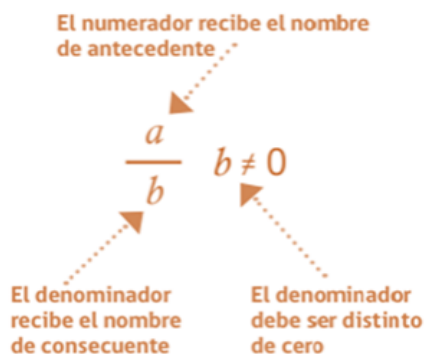 El numerador recibe el nombre
de antecedente
a
b
b ≠ 0
El denominador
recibe el nombre
de consecuente
El denominador
debe ser distinto
de cero